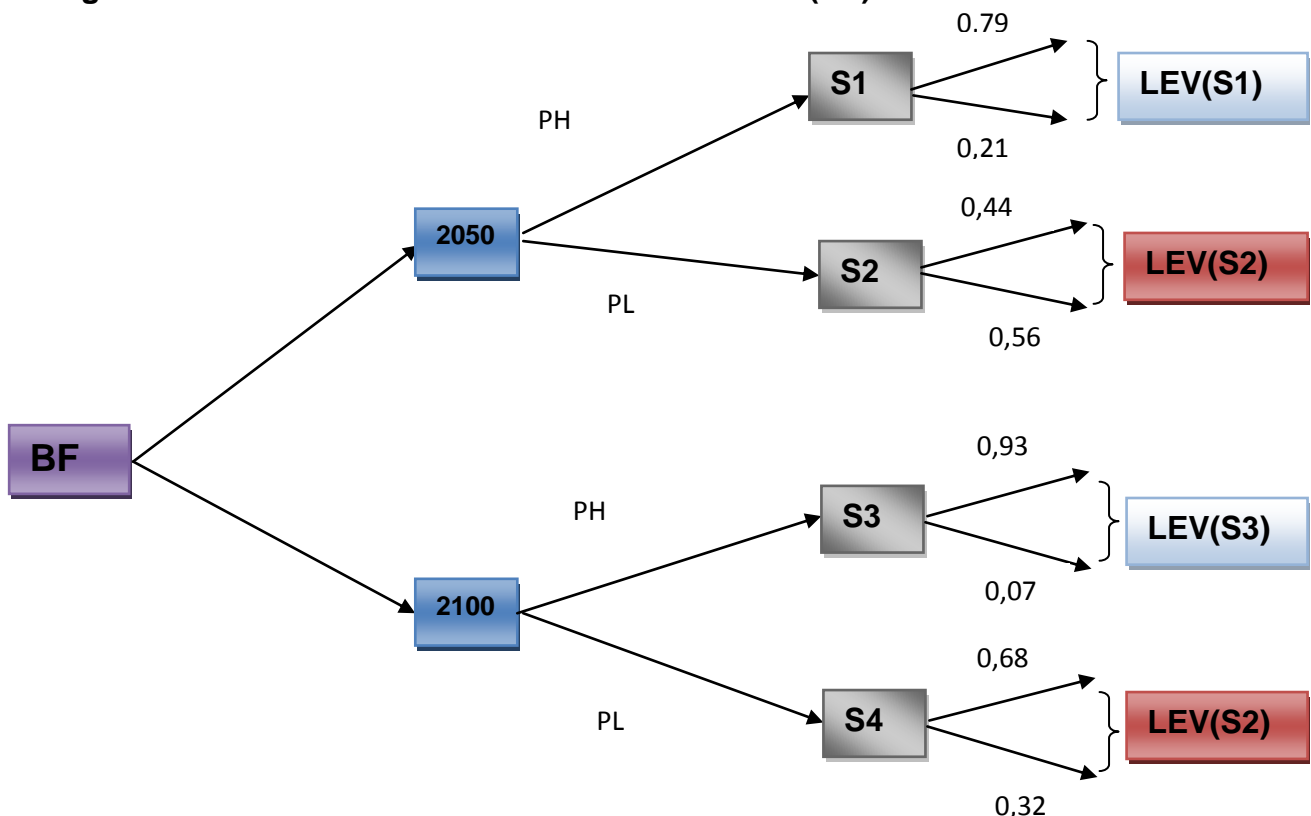 0.79
S1
LEV(S1)
PH
0,21
0,44
2050
S2
LEV(S2)
PL
0,56
BF
0,93
PH
S3
LEV(S3)
0,07
2100
0,68
PL
S4
LEV(S2)
0,32